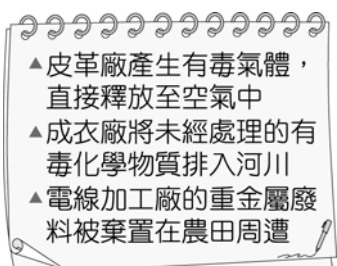 ▲皮革廠產生有毒氣體，
直接釋放至空氣中
▲成衣廠將未經處理的有
毒化學物質排入河川
▲電線加工廠的重金屬廢
料被棄置在農田周遭